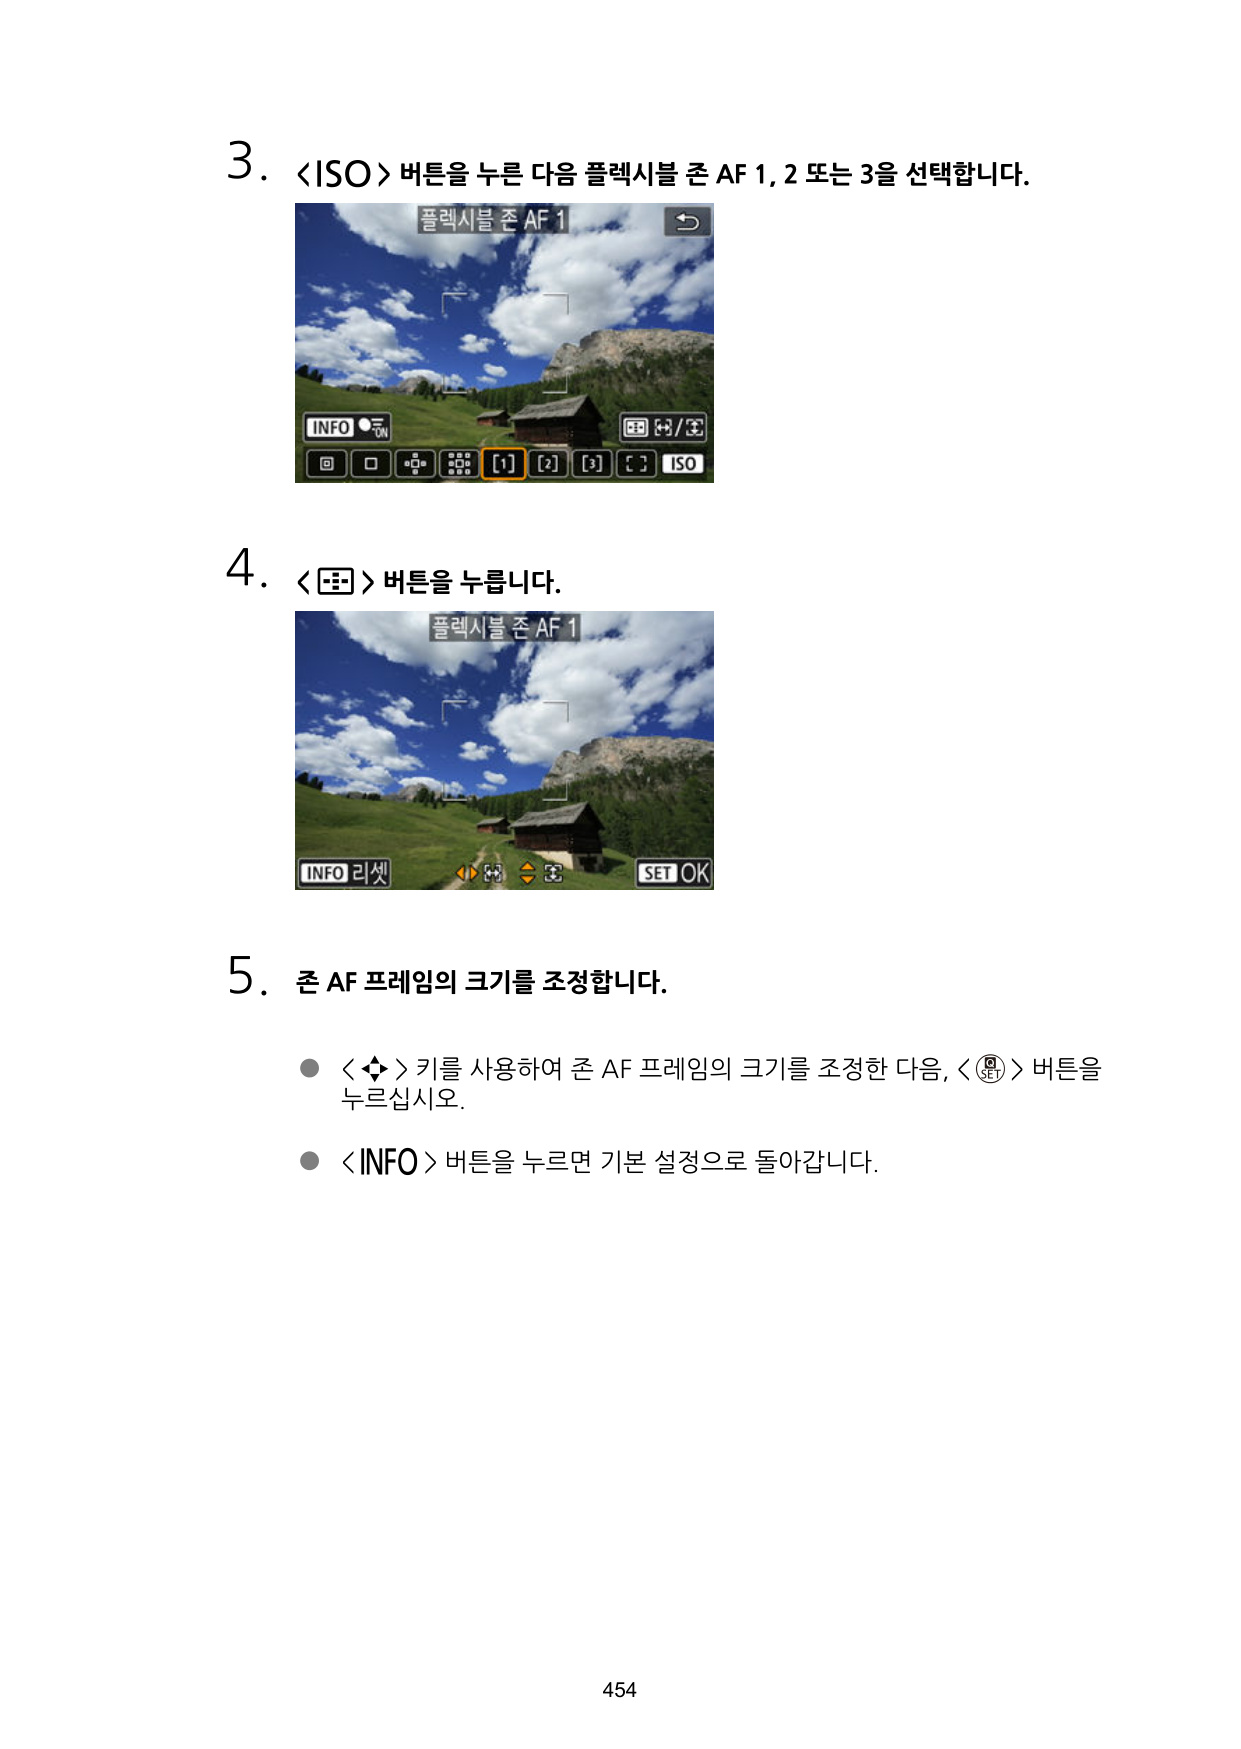 3. <ISO> 버튼을 누른 다음 플렉시블 존 AF 1, 2 또는 3을 선택합니다.
플렉시블 존 AF 1
INFO ON
/
[1] [2] [3] ISO
4. < > 버튼을 누릅니다.
플렉시블 존 AF 1
INFO 리셋 SET OK
5. 존 AF 프레임의 크기를 조정합니다.
● < > 키를 사용하여 존 AF 프레임의 크기를 조정한 다음, < Q SET > 버튼을
누르십시오.
● <INFO> 버튼을 누르면 기본 설정으로 돌아갑니다.
454